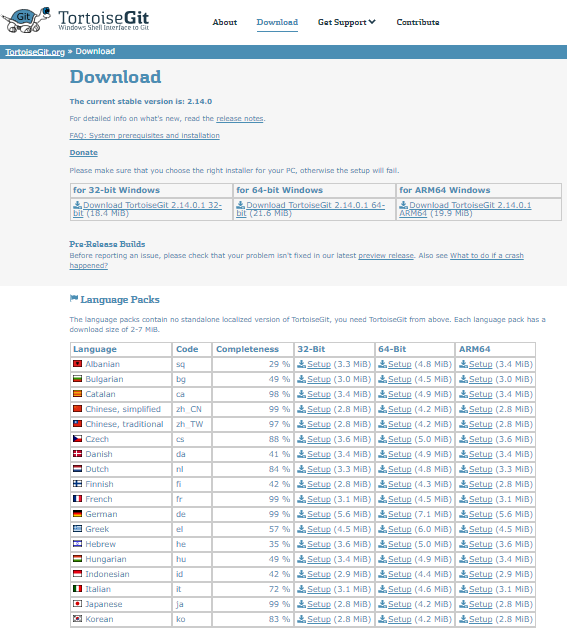 Git TortoiseGit
Windows Shell Interface to Git
About Download Get Support Contribute
TortoiseGit.org » Download
Download
The current stable version is: 2.14.0
For detailed info on what's new, read the release notes.
FAQ: System prerequisites and installation
Donate
Please make sure that you choose the right installer for your PC, otherwise the setup will fail.
for 32-bit Windows for 64-bit Windows for ARM64 Windows
Download TortoiseGit 2.14.0.1 32- Download TortoiseGit 2.14.0.1 64- Download TortoiseGit 2.14.0.1
bit (18.4 MiB) bit (21.6 MiB) ARM64 (19.9 MiB)
Pre-Release Builds
Before reporting an issue, please check that your problem isn't fixed in our latest preview release. Also see What to do if a crash
happened?
Language Packs
The language packs contain no standalone localized version of TortoiseGit, you need TortoiseGit from above. Each language pack has a
download size of 2-7 MiB.
Language Code Completeness 32-Bit 64-Bit ARM64
Albanian sq 29 % Setup (3.3 MiB) Setup (4.8 MiB) Setup (3.4 MiB)
Bulgarian bg 49 % Setup (3.0 MiB) Setup (4.5 MiB) Setup (3.0 MiB)
Catalan ca 98 % Setup (3.4 MiB) Setup (4.9 MiB) Setup (3.4 MiB)
Chinese, simplified zh_CN 99 % Setup (2.8 MiB) Setup (4.2 MiB) Setup (2.8 MiB)
Chinese, traditional zh_TW 97 % Setup (2.8 MiB) Setup (4.2 MiB) Setup (2.8 MiB)
Czech cs 88 % Setup (3.6 MiB) Setup (5.0 MiB) Setup (3.6 MiB)
Danish da 41 % Setup (3.4 MiB) Setup (4.9 MiB) Setup (3.4 MiB)
Dutch nl 84 % Setup (3.3 MiB) Setup (4.8 MiB) Setup (3.3 MiB)
Finnish fi 42 % Setup (2.8 MiB) Setup (4.3 MiB) Setup (2.8 MiB)
French fr 99 % Setup (3.1 MiB) Setup (4.5 MiB) Setup (3.1 MiB)
German de 99 % Setup (5.6 MiB) Setup (7.1 MiB) Setup (5.6 MiB)
Greek el 57 % Setup (4.5 MiB) Setup (6.0 MiB) Setup (4.5 MiB)
Hebrew he 35 % Setup (3.6 MiB) Setup (5.0 MiB) Setup (3.6 MiB)
Hungarian hu 49 % Setup (3.4 MiB) Setup (4.9 MiB) Setup (3.4 MiB)
Indonesian id 42 % Setup (2.9 MiB) Setup (4.4 MiB) Setup (2.9 MiB)
Italian it 72 % Setup (3.1 MiB) Setup (4.6 MiB) Setup (3.1 MiB)
Japanese ja 99 % Setup (2.8 MiB) Setup (4.2 MiB) Setup (2.8 MiB)
Korean ko 83 % Setup (2.8 MiB) Setup (4.2 MiB) Setup (2.8 MiB)